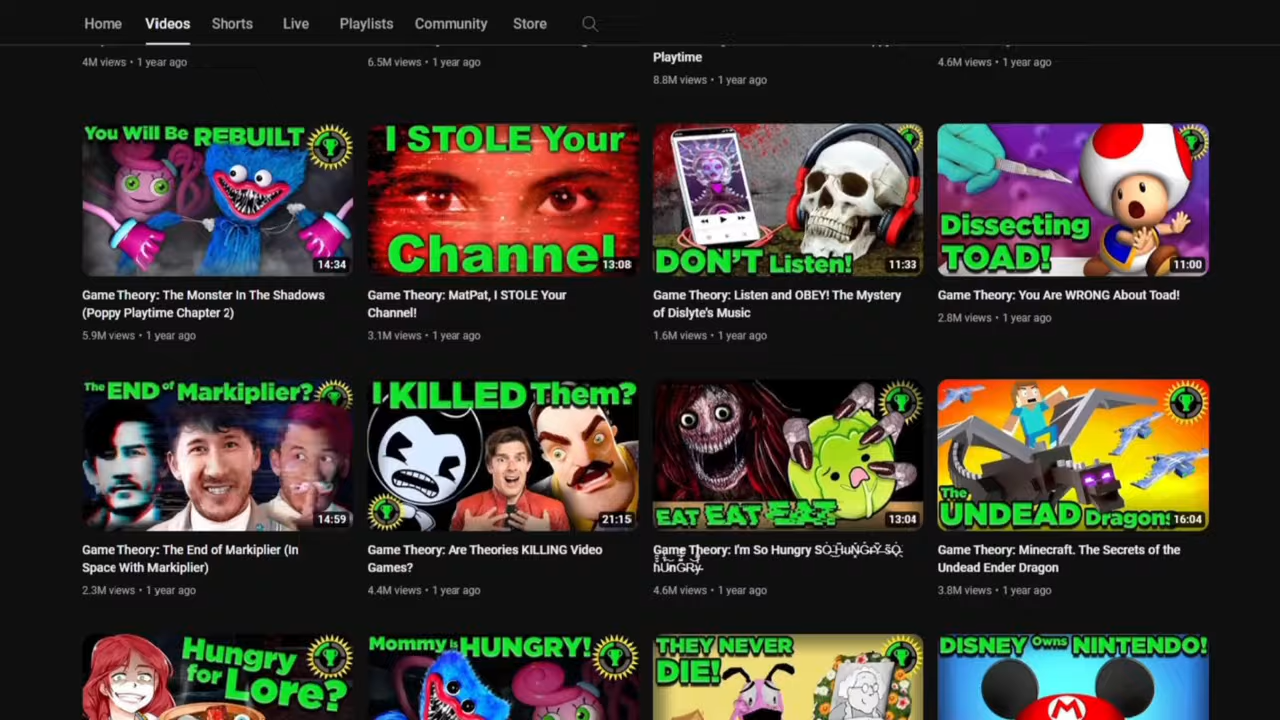 Home Videos Shorts Live Playlists Community Store
Playtime
4M views • 1 year ago
6.5M views • 1 year ago
8.8M views • 1 year ago
4.6M views • 1 year ago
You Will Be REBUILT
14:34
I STOLE Your
Channel!
13:08
DON'T Listen!
11:33
Dissecting
TOAD!
11:00
Game Theory: The Monster In The Shadows
(Poppy Playtime Chapter 2)
5.9M views • 1 year ago
Game Theory: MatPat, I STOLE Your
Channel!
3.1M views • 1 year ago
Game Theory: Listen and OBEY! The Mystery
of Dislyte's Music
1.6M views • 1 year ago
Game Theory: You Are WRONG About Toad!
2.8M views • 1 year ago
The END of Markiplier?
14:59
I KILLED Them?
21:15
EAT EAT EAT
13:04
The
UNDEAD Dragon!
16:04
Game Theory: The End of Markiplier (In
Space With Markiplier)
2.3M views • 1 year ago
Game Theory: Are Theories KILLING Video
Games?
4.4M views • 1 year ago
Game Theory: I'm So Hungry SO HuNGrY sO
hUnGRy
4.6M views • 1 year ago
Game Theory: Minecraft. The Secrets of the
Undead Ender Dragon
3.8M views • 1 year ago
Hungry
for Lore?
Mommy is HUNGRY!
THEY NEVER
DIE!
DISNEY Owns NINTENDO!
M